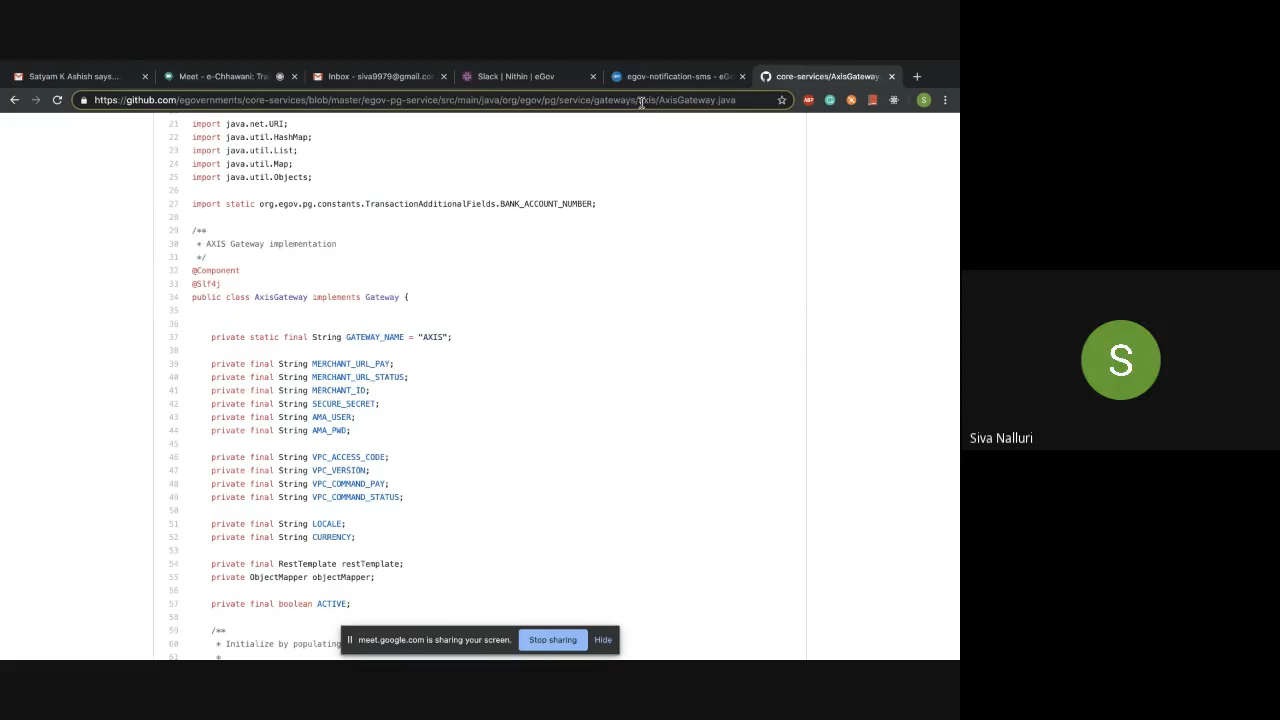 Satyam K Ashish says...
Meet - e-Chhawani: Tra
Inbox - siva9979@gmail.co
Slack | Nithin | eGov
egov-notification-sms - eGo
core-services/AxisGateway
https://github.com/egovernments/core-services/blob/master/egov-pg-service/src/main/java/org/egov/pg/service/gateways/axis/AxisGateway.java
ABP
S
21 import java.net.URI;
22 import java.util.HashMap;
23 import java.util.List;
24 import java.util.Map;
25 import java.util.Objects;
26
27 import static org.egov.pg.constants.TransactionAdditionalFields.BANK_ACCOUNT_NUMBER;
28
29 /**
30 * AXIS Gateway implementation
31 */
32 @Component
33 @Slf4j
34 public class AxisGateway implements Gateway {
35
36
37 private static final String GATEWAY_NAME = "AXIS";
38
39 private final String MERCHANT_URL_PAY;
40 private final String MERCHANT_URL_STATUS;
41 private final String MERCHANT_ID;
42 private final String SECURE_SECRET;
43 private final String AMA_USER;
44 private final String AMA_PWD;
45
46 private final String VPC_ACCESS_CODE;
47 private final String VPC_VERSION;
48 private final String VPC_COMMAND_PAY;
49 private final String VPC_COMMAND_STATUS;
50
51 private final String LOCALE;
52 private final String CURRENCY;
53
54 private final RestTemplate restTemplate;
55 private ObjectMapper objectMapper;
56
57 private final boolean ACTIVE;
58
59 /**
60 * Initialize by populating
61 *
meet.google.com is sharing your screen. Stop sharing Hide
S
Siva Nalluri